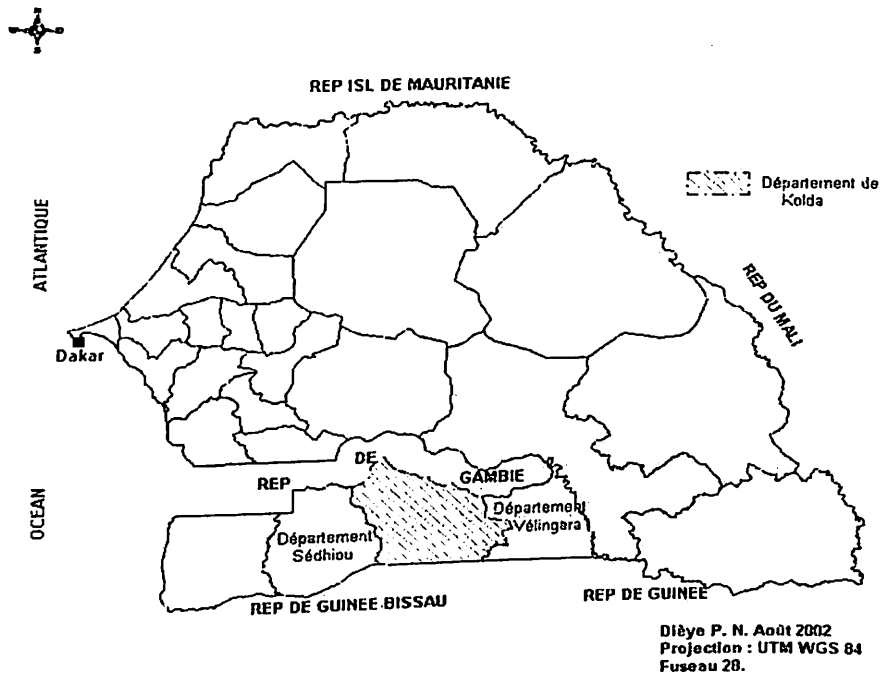 REP ISL DE MAURITANIE
ATLANTIQUE
Département de
Kolda
REP DU MALI
Dakar
DE
REP
GAMBIE
OCEAN
Département
Vélingara
Département
Sédhiou
REP DE GUINEE-BISSAU
REP DE GUINEE
Dièye P. N. Août 2002
Projection : UTM WGS 84
Fuseau 28.